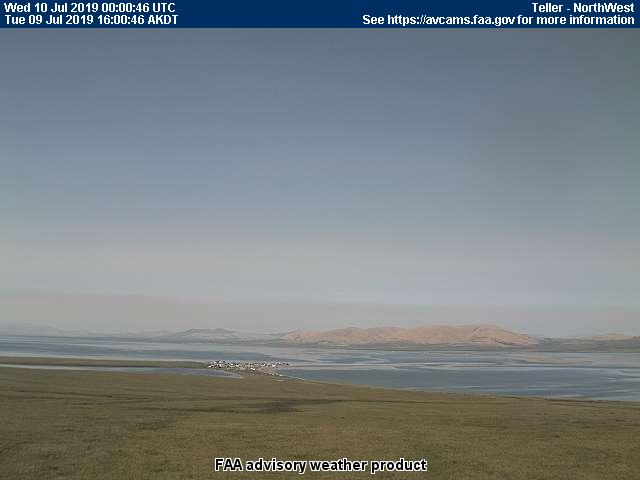 Wed 10 Jul 2019 00:00:46 UTC Teller - NorthWest
Tue 09 Jul 2019 16:00:46 AKDT See https://avcams.faa.gov for more information
FAA advisory weather product